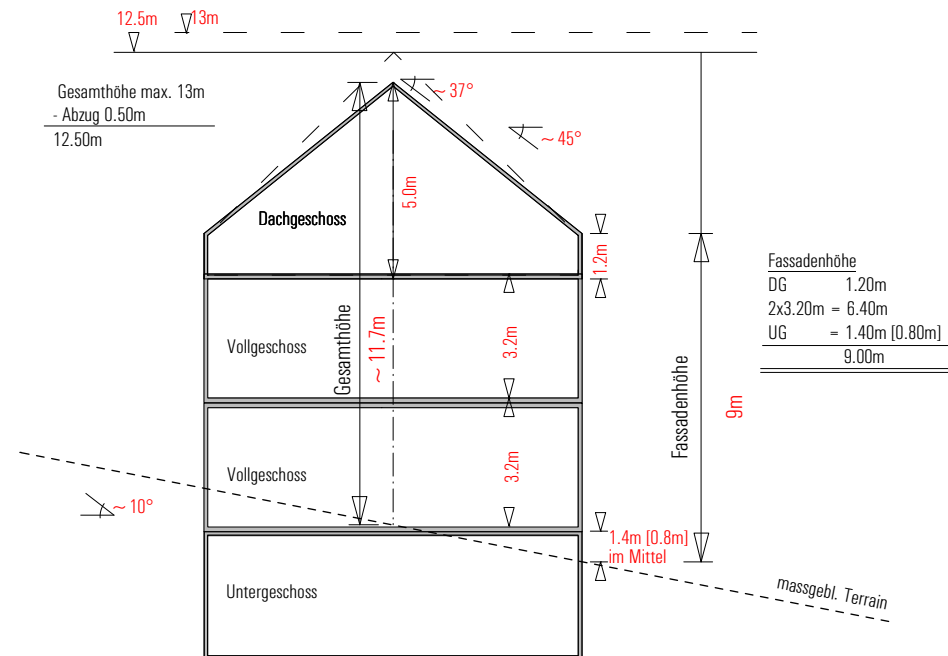 12.5m
13m
Gesamthöhe max. 13m
- Abzug 0.50m
12.50m
~ 37°
~ 45°
5.0m
Dachgeschoss
1.2m
Fassadenhöhe
DG 1.20m
2x3.20m = 6.40m
UG = 1.40m [0.80m]
9.00m
Vollgeschoss
Gesamthöhe
~ 11.7m
3.2m
Fassadenhöhe
9m
Vollgeschoss
3.2m
~ 10°
1.4m [0.8m]
im Mittel
Untergeschoss
massgebl. Terrain